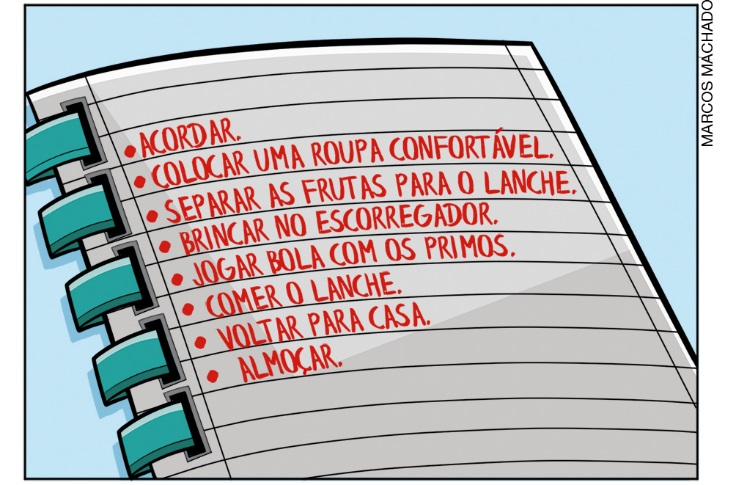 • ACORDAR.
• COLOCAR UMA ROUPA CONFORTÁVEL.
• SEPARAR AS FRUTAS PARA O LANCHE.
• BRINCAR NO ESCORREGADOR.
• JOGAR BOLA COM OS PRIMOS.
• COMER O LANCHE.
• VOLTAR PARA CASA.
• ALMOÇAR.
MARCOS MACHADO